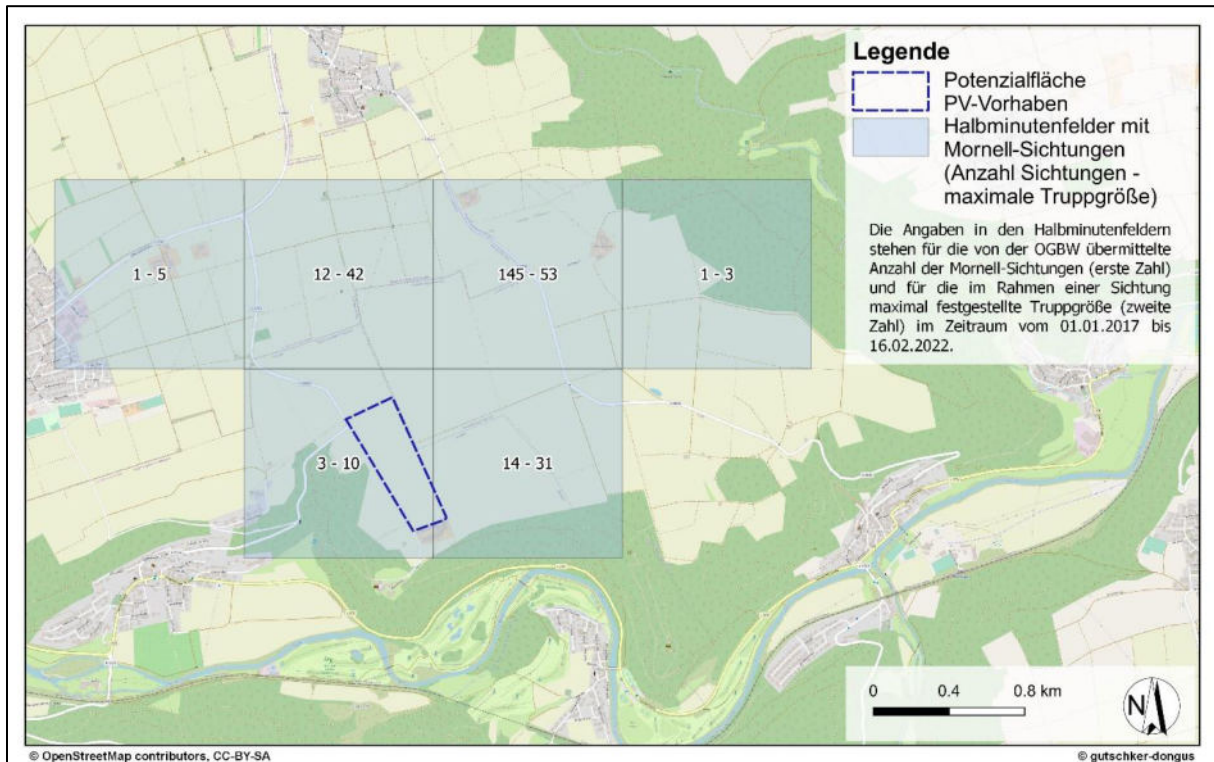 Legende
Potenzialfläche
PV-Vorhaben
Halbminutenfelder mit
Mornell-Sichtungen
(Anzahl Sichtungen -
maximale Truppgröße)
Die Angaben in den Halbminutenfeldern
stehen für die von der OGBW übermittelte
Anzahl der Mornell-Sichtungen (erste Zahl)
und für die im Rahmen einer Sichtung
maximal festgestellte Truppgröße (zweite
Zahl) im Zeitraum vom 01.01.2017 bis
16.02.2022.
1 - 5
12 - 42
145 - 53
1 - 3
3 - 10
14 - 31
0 0.4 0.8 km
N
© OpenStreetMap contributors, CC-BY-SA
© gutschker-dongus